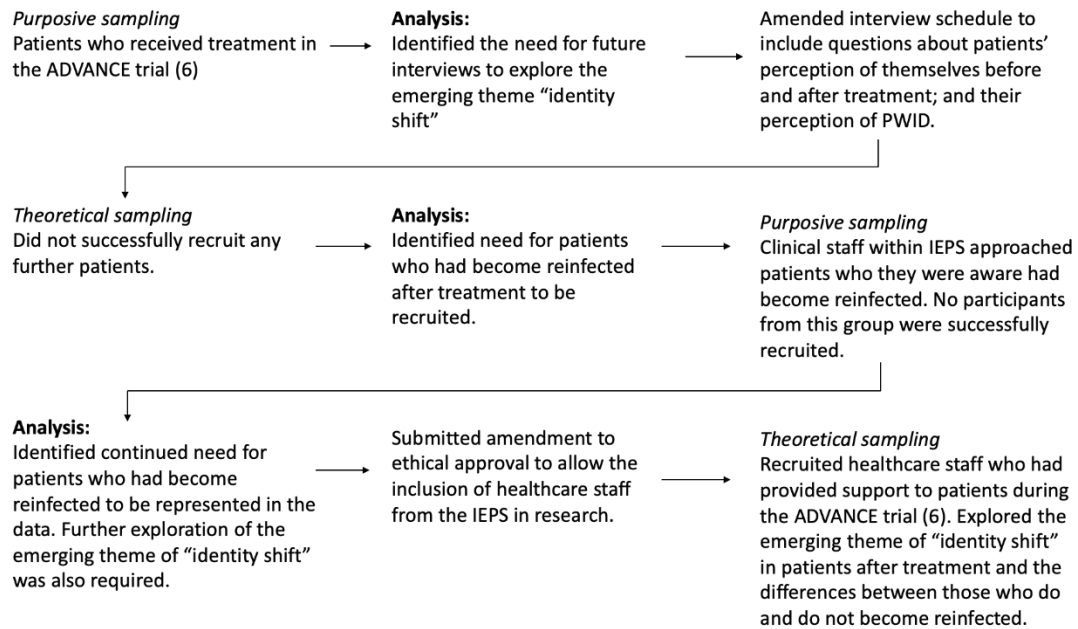 Purposive sampling
Patients who received treatment in
the ADVANCE trial (6)
Analysis:
Identified the need for future
interviews to explore the
emerging theme “identity
shift”
Amended interview schedule to
include questions about patients’
perception of themselves before
and after treatment; and their
perception of PWID.
Theoretical sampling
Did not successfully recruit any
further patients.
Analysis:
Identified need for patients
who had become reinfected
after treatment to be
recruited.
Purposive sampling
Clinical staff within IEPS approached
patients who they were aware had
become reinfected. No participants
from this group were successfully
recruited.
Analysis:
Identified continued need for
patients who had become
reinfected to be represented in the
data. Further exploration of the
emerging theme of “identity shift”
was also required.
Submitted amendment to
ethical approval to allow the
inclusion of healthcare staff
from the IEPS in research.
Theoretical sampling
Recruited healthcare staff who had
provided support to patients during
the ADVANCE trial (6). Explored the
emerging theme of “identity shift”
in patients after treatment and the
differences between those who do
and do not become reinfected.